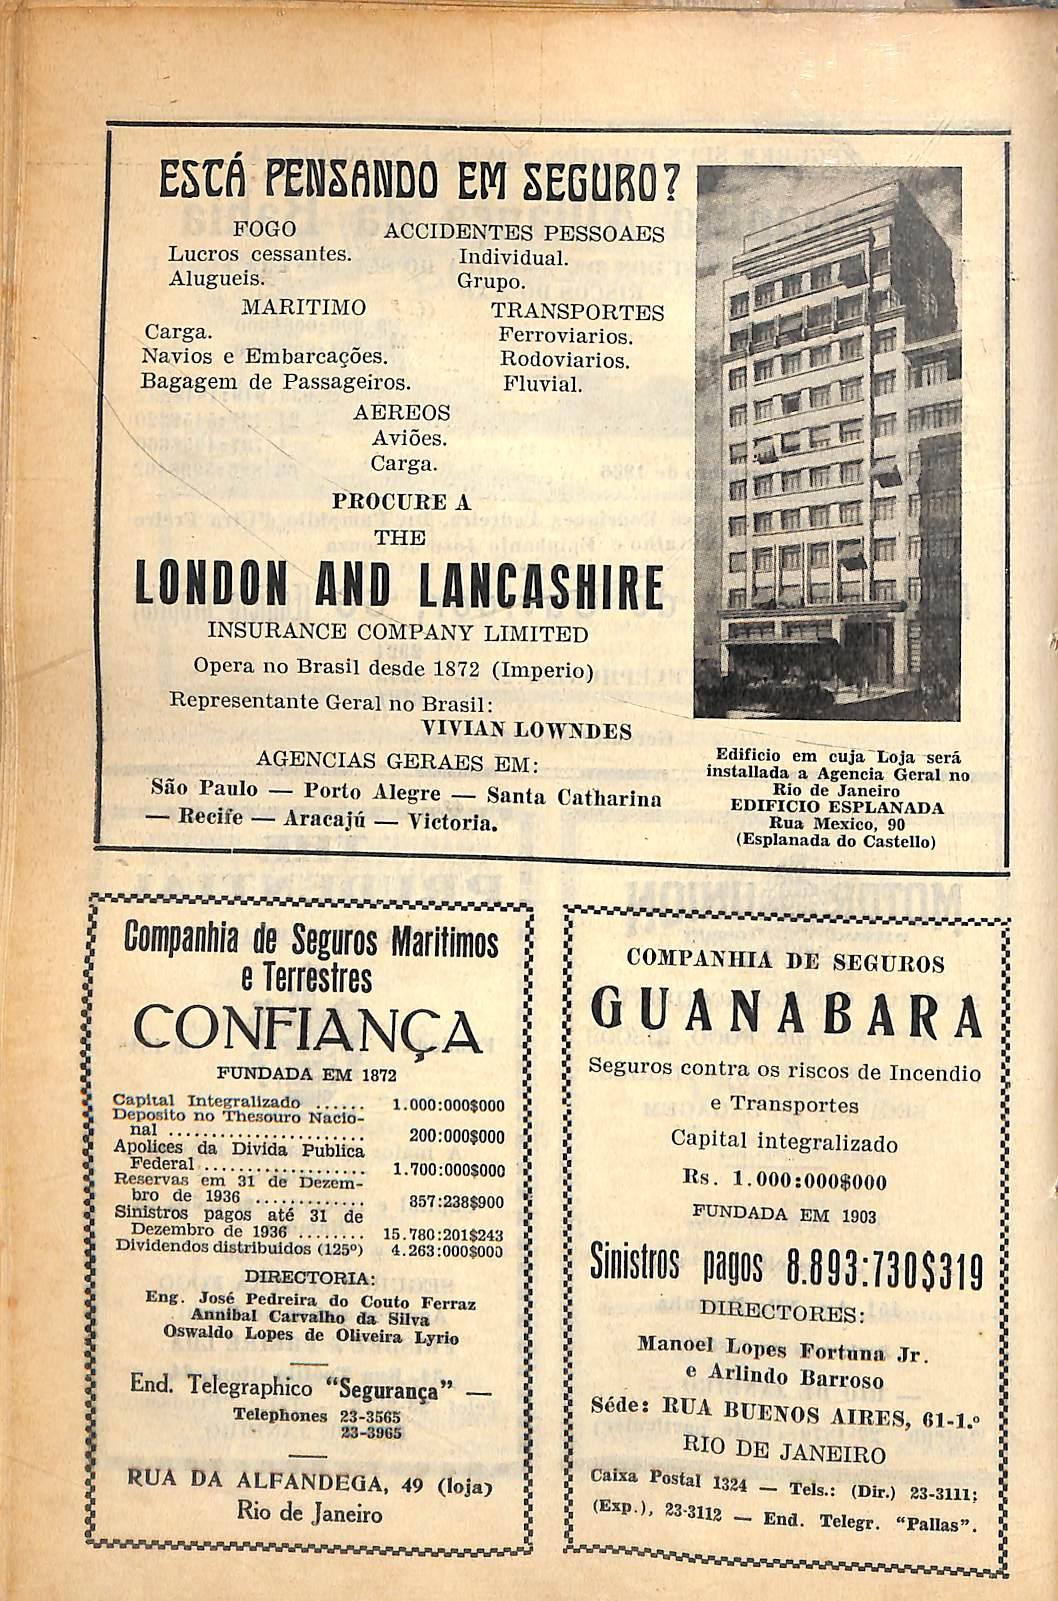 ESTÁ PENSANDO EM SEGURO?
FOGO
Lucros cessantes.
Alugueis.
ACCIDENTES PESSOAES
Individual.
Grupo.
MARITIMO
Carga.
Navios e Embarcações.
Bagagem de Passageiros.
TRANSPORTES
Ferroviarios.
Rodoviarios.
Fluvial.
AEREOS
Aviões.
Carga.
PROCURE A
THE
LONDON AND LANCASHIRE
INSURANCE COMPANY LIMITED
Opera no Brasil desde 1872 (Imperio)
Representante Geral no Brasil:
VIVIAN LOWNDES
AGENCIAS GERAES EM:
São Paulo — Porto Alegre — Santa Catharina
— Recife — Aracajú — Victoria.
Edificio em cuja Loja será
installada a Agencia Geral no
Rio de Janeiro
EDIFICIO ESPLANADA
Rua Mexico, 90
(Esplanada do Castello)
Companhia de Seguros Maritimos
e Terrestres
CONFIANÇA
FUNDADA EM 1872
Capital Integralizado ...... 1.000:000$000
Deposito no Thesouro Nacio-
nal ...................... 200:000$000
Apolices da Divida Publica
Federal ................... 1.700:000$000
Reservas em 31 de Dezem-
bro de 1936 ............. 857:238$900
Sinistros pagos até 31 de
Dezembro de 1936 ........ 15.780:201$243
Dividendos distribuidos (125º) 4.263:000$000
DIRECTORIA:
Eng. José Pedreira do Couto Ferraz
Annibal Carvalho da Silva
Oswaldo Lopes de Oliveira Lyrio
End. Telegraphico "Segurança" —
Telephones 23-3565
23-3965
RUA DA ALFANDEGA, 49 (loja)
Rio de Janeiro
COMPANHIA DE SEGUROS
GUANABARA
Seguros contra os riscos de Incendio
e Transportes
Capital integralizado
Rs. 1.000:000$000
FUNDADA EM 1903
Sinistros pagos 8.893:730$319
DIRECTORES:
Manoel Lopes Fortuna Jr.
e Arlindo Barroso
Séde: RUA BUENOS AIRES, 61-1.º
RIO DE JANEIRO
Caixa Postal 1324 — Tels.: (Dir.) 23-3111;
(Exp.), 23-3112 — End. Telegr. "Pallas".